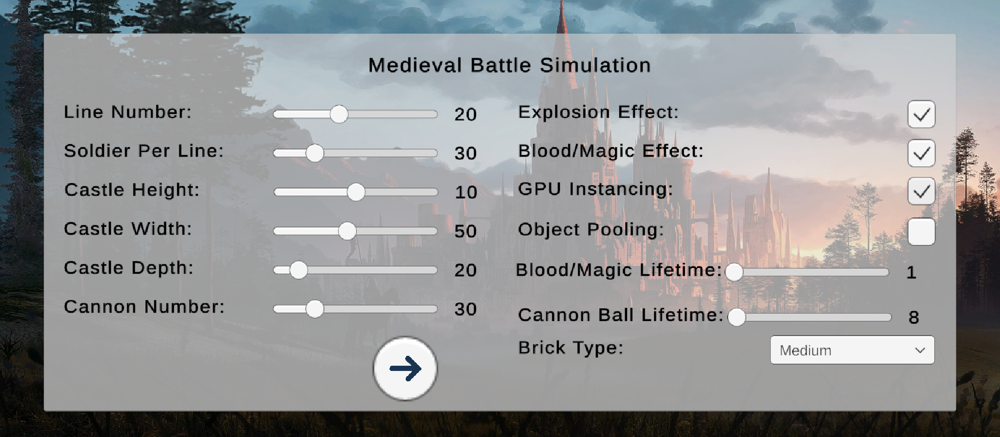 Medieval Battle Simulation
Line Number: 20
Soldier Per Line: 30
Castle Height: 10
Castle Width: 50
Castle Depth: 20
Cannon Number: 30
Explosion Effect:
Blood/Magic Effect:
GPU Instancing:
Object Pooling:
Blood/Magic Lifetime: 1
Cannon Ball Lifetime: 8
Brick Type: Medium